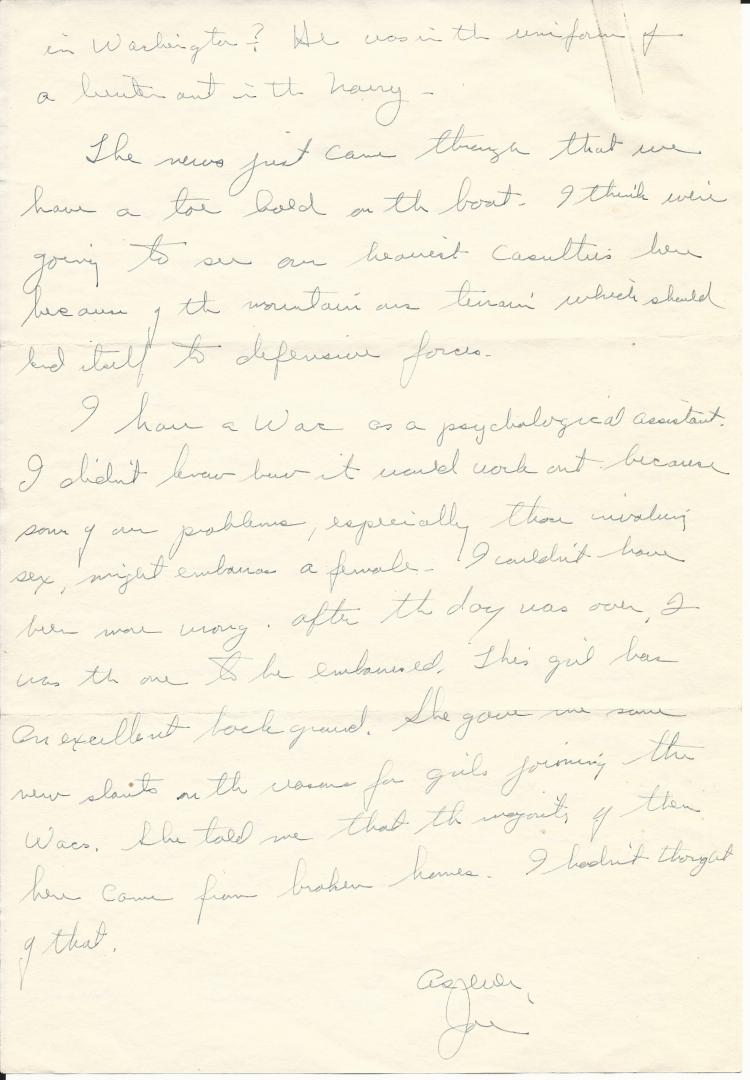 in Washington? He was in the uniform of
a lieutenant in the Navy -
The news just came through that we
have a toe hold on the boot. I think we're
going to see our heaviest casulties here
because of the mountainous terrain which should
lend itself to defensive forces.
I have a Wac as a psychological assistant.
I didn't know how it would work out because
some of our problems, especially those involving
sex, might embarass a female - I couldn't have
been more wrong. After the day was over, I
was the one to be embarrased. This girl has
an excellent back ground. She gave me some
new slants on the reasons for girls joining the
Wacs. She told me that the majority of them
here came from broken homes. I hadn't thought
of that.
As ever,
Joe